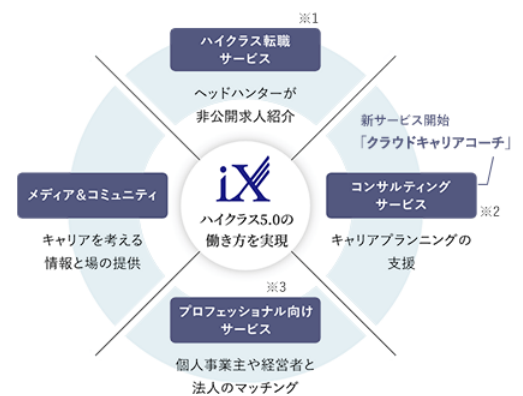 ※1
ハイクラス転職
サービス
ヘッドハンターが
非公開求人紹介
新サービス開始
「クラウドキャリアコーチ」
iX
ハイクラス5.0の
働き方を実現
メディア&コミュニティ
キャリアを考える
情報と場の提供
コンサルティング
サービス
※2
キャリアプランニングの
支援
※3
プロフェッショナル向け
サービス
個人事業主や経営者と
法人のマッチング